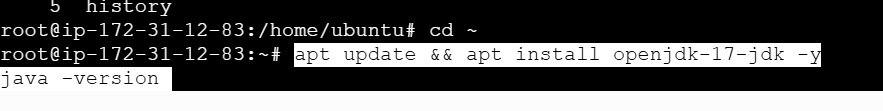 5  history
root@ip-172-31-12-83:/home/ubuntu# cd ~
root@ip-172-31-12-83:~# apt update && apt install openjdk-17-jdk -y
java -version